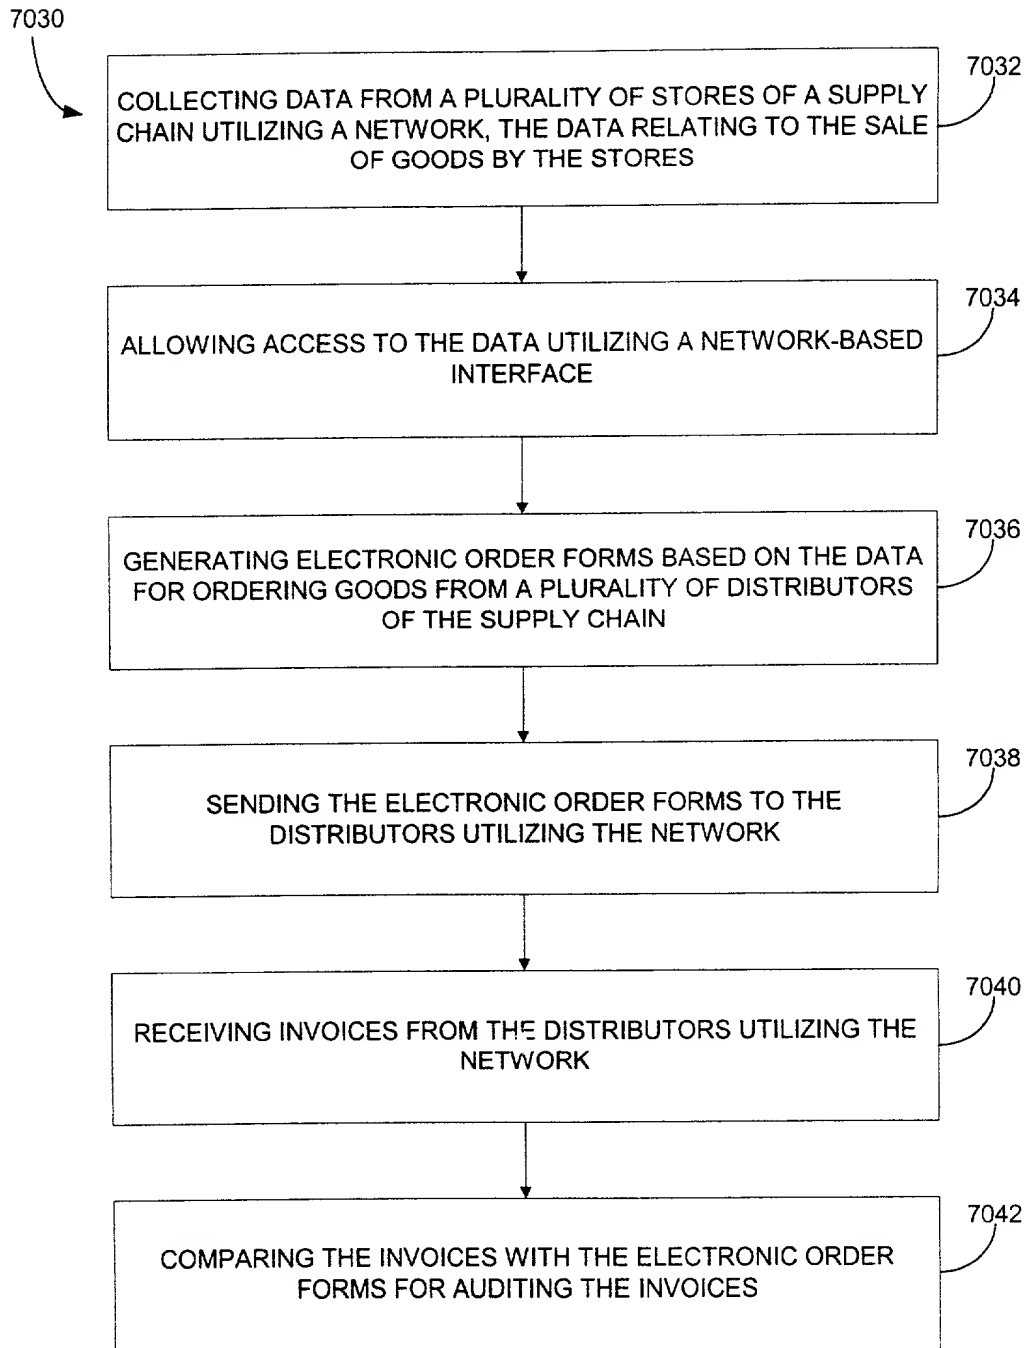 7030
7032
COLLECTING DATA FROM A PLURALITY OF STORES OF A SUPPLY
CHAIN UTILIZING A NETWORK, THE DATA RELATING TO THE SALE
OF GOODS BY THE STORES
7034
ALLOWING ACCESS TO THE DATA UTILIZING A NETWORK-BASED
INTERFACE
7036
GENERATING ELECTRONIC ORDER FORMS BASED ON THE DATA
FOR ORDERING GOODS FROM A PLURALITY OF DISTRIBUTORS
OF THE SUPPLY CHAIN
7038
SENDING THE ELECTRONIC ORDER FORMS TO THE
DISTRIBUTORS UTILIZING THE NETWORK
7040
RECEIVING INVOICES FROM THE DISTRIBUTORS UTILIZING THE
NETWORK
7042
COMPARING THE INVOICES WITH THE ELECTRONIC ORDER
FORMS FOR AUDITING THE INVOICES